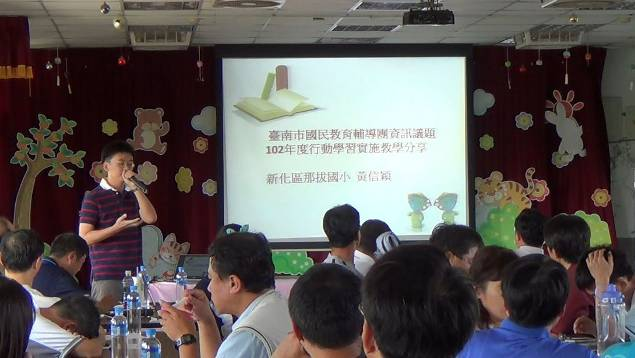 臺南市國民教育輔導團資訊議題
102年度行動學習實施教學分享
新化區那拔國小 黃信穎